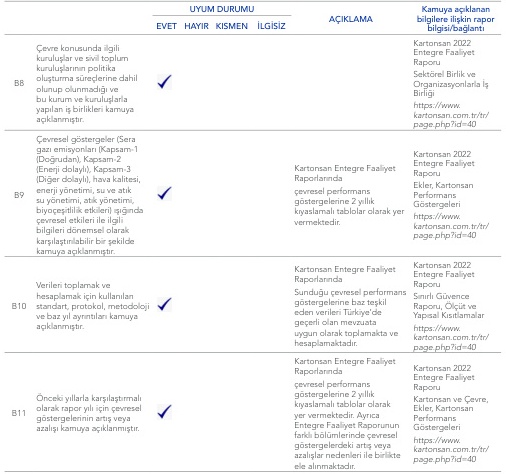 UYUM DURUMU
EVET HAYIR KISMEN İLGİSİZ
AÇIKLAMA
Kamuya açıklanan
bilgilere ilişkin rapor
bilgisi/bağlantı
B8
Çevre konusunda ilgili
kuruluşlar ve sivil toplum
kuruluşlarının politika
oluşturma süreçlerine dahil
olunup olunmadığı ve
bu kurum ve kuruluşlarla
yapılan iş birlikleri kamuya
açıklanmıştır.
Kartonsan 2022
Entegre Faaliyet
Raporu
Sektörel Birlik ve
Organizasyonlarla İş
Birliği
https://www.
kartonsan.com.tr/tr/
page.php?id=40
B9
Çevresel göstergeler (Sera
gazı emisyonları (Kapsam-1
(Doğrudan), Kapsam-2
(Enerji dolaylı), Kapsam-3
(Diğer dolaylı), hava kalitesi,
enerji yönetimi, su ve atık
su yönetimi, atık yönetimi,
biyoçeşitlilik etkileri) ışığında
çevresel etkileri ile ilgili
bilgileri dönemsel olarak
karşılaştırılabilir bir şekilde
kamuya açıklanmıştır.
Kartonsan Entegre Faaliyet
Raporlarında
çevresel performans
göstergelerine 2 yıllık
kıyaslamalı tablolar olarak yer
vermektedir.
Kartonsan 2022
Entegre Faaliyet
Raporu
Ekler, Kartonsan
Performans
Göstergeleri
https://www.
kartonsan.com.tr/tr/
page.php?id=40
B10
Verileri toplamak ve
hesaplamak için kullanılan
standart, protokol, metodoloji
ve baz yıl ayrıntıları kamuya
açıklanmıştır.
Kartonsan Entegre Faaliyet
Raporlarında
Sunduğu çevresel performans
göstergelerine baz teşkil
eden verileri Türkiye'de
geçerli olan mevzuata
uygun olarak toplamakta ve
hesaplamaktadır.
Kartonsan 2022
Entegre Faaliyet
Raporu
Sınırlı Güvence
Raporu, Ölçüt ve
Yapısal Kısıtlamalar
https://www.
kartonsan.com.tr/tr/
page.php?id=40
B11
Önceki yıllarla karşılaştırmalı
olarak rapor yılı için çevresel
göstergelerinin artış veya
azalışı kamuya açıklanmıştır.
Kartonsan Entegre Faaliyet
Raporlarında
çevresel performans
göstergelerine 2 yıllık
kıyaslamalı tablolar olarak
yer vermektedir. Ayrıca
Entegre Faaliyet Raporunun
farklı bölümlerinde çevresel
göstergelerdeki artış veya
azalışlar nedenleri ile birlikte
ele alınmaktadır.
Kartonsan 2022
Entegre Faaliyet
Raporu
Kartonsan ve Çevre,
Ekler, Kartonsan
Performans
Göstergeleri
https://www.
kartonsan.com.tr/tr/
page.php?id=40